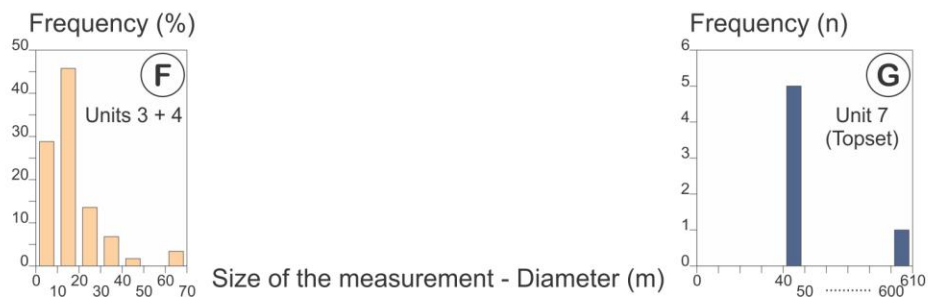 Frequency (%)
50
40
30
20
10
0
F
Units 3 + 4
0 20 40 60
10 30 50 70
Size of the measurement - Diameter (m)
Frequency (n)
6
5
4
3
2
1
0
G
Unit 7
(Topset)
0 40 610
50 .......... 600